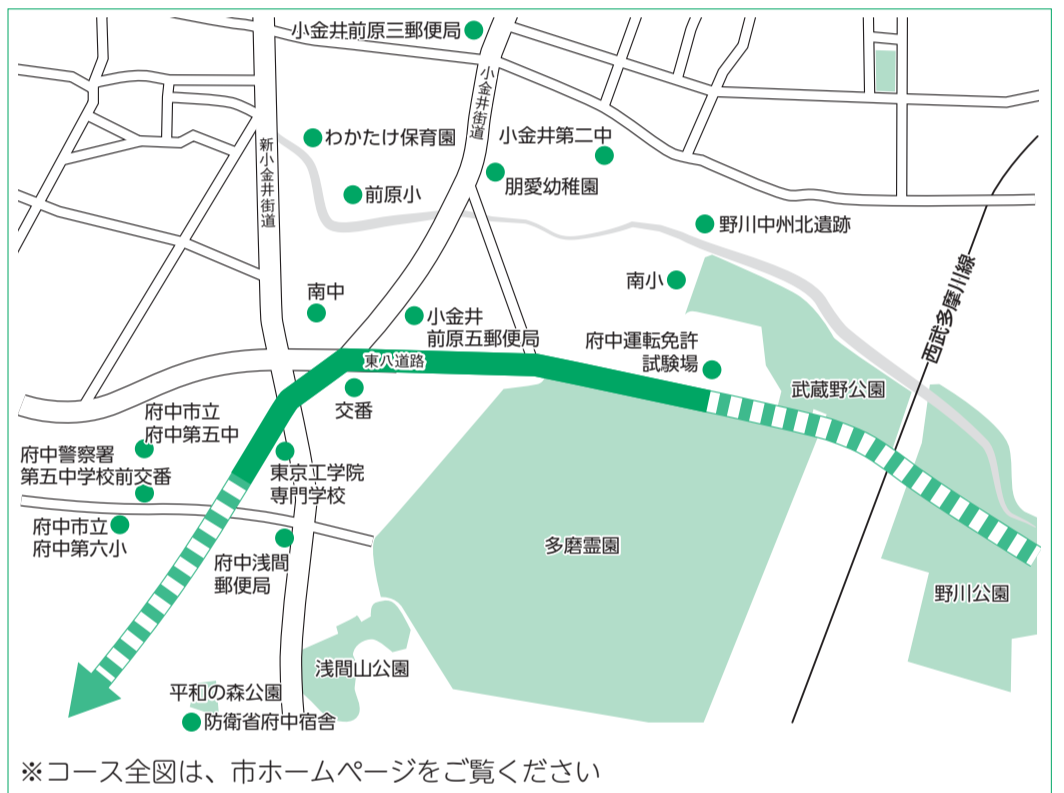 小金井前原三郵便局
小金井街道
わかたけ保育園
小金井第二中
新小金井街道
朋愛幼稚園
前原小
野川中州北遺跡
南小
西武多摩川線
南中
小金井
前原五郵便局
府中運転免許
試験場
東八道路
武蔵野公園
交番
府中市立
府中第五中
府中警察署
第五中学校前交番
東京工学院
専門学校
府中市立
府中第六小
多磨霊園
府中浅間
郵便局
野川公園
浅間山公園
平和の森公園
防衛省府中宿舎
※コース全図は、市ホームページをご覧ください